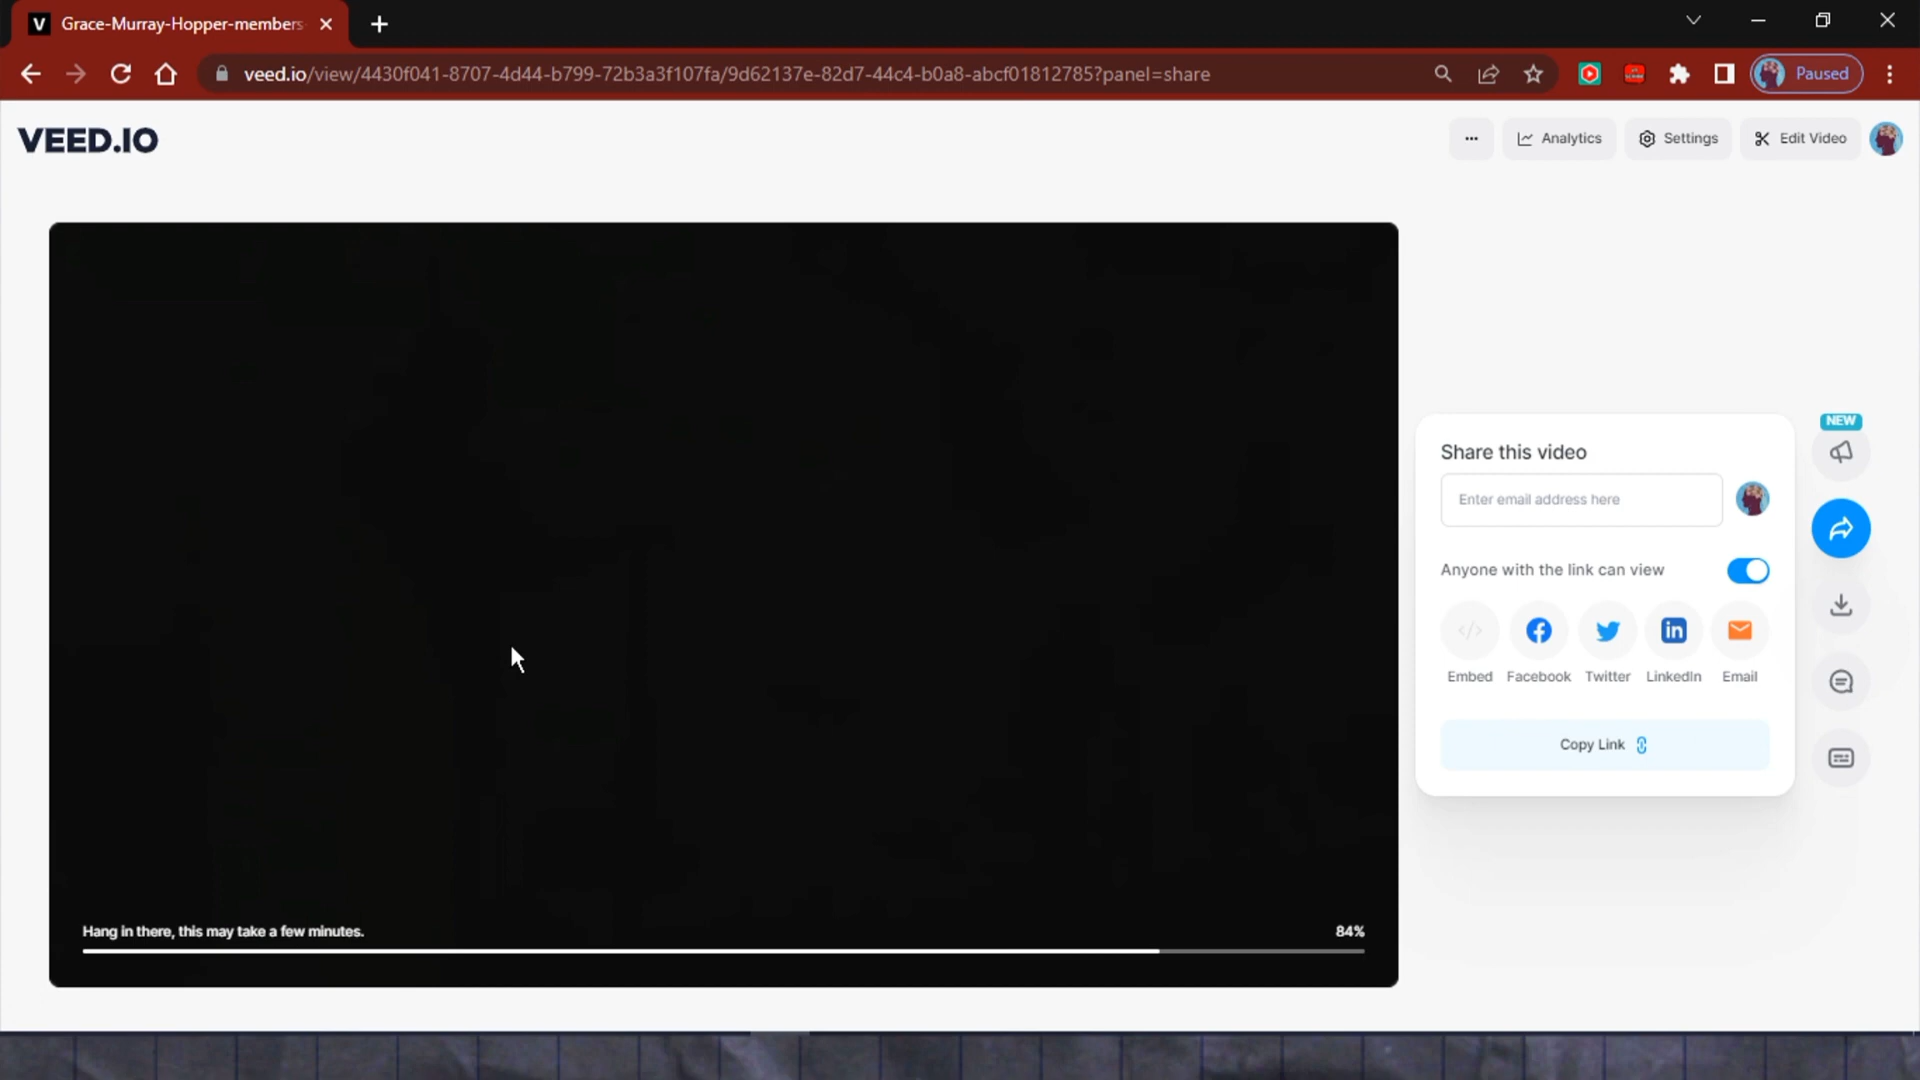 V Grace-Murray-Hopper-members
veed.io/view/4430f041-8707-4d44-b799-72b3a3f107fa/9d62137e-82d7-44c4-b0a8-abcf01812785?panel=share
Paused
VEED.IO
Analytics
Settings
Edit Video
NEW
Share this video
Enter email address here
Anyone with the link can view
Embed
Facebook
Twitter
LinkedIn
Email
Copy Link
Hang in there, this may take a few minutes.
84%